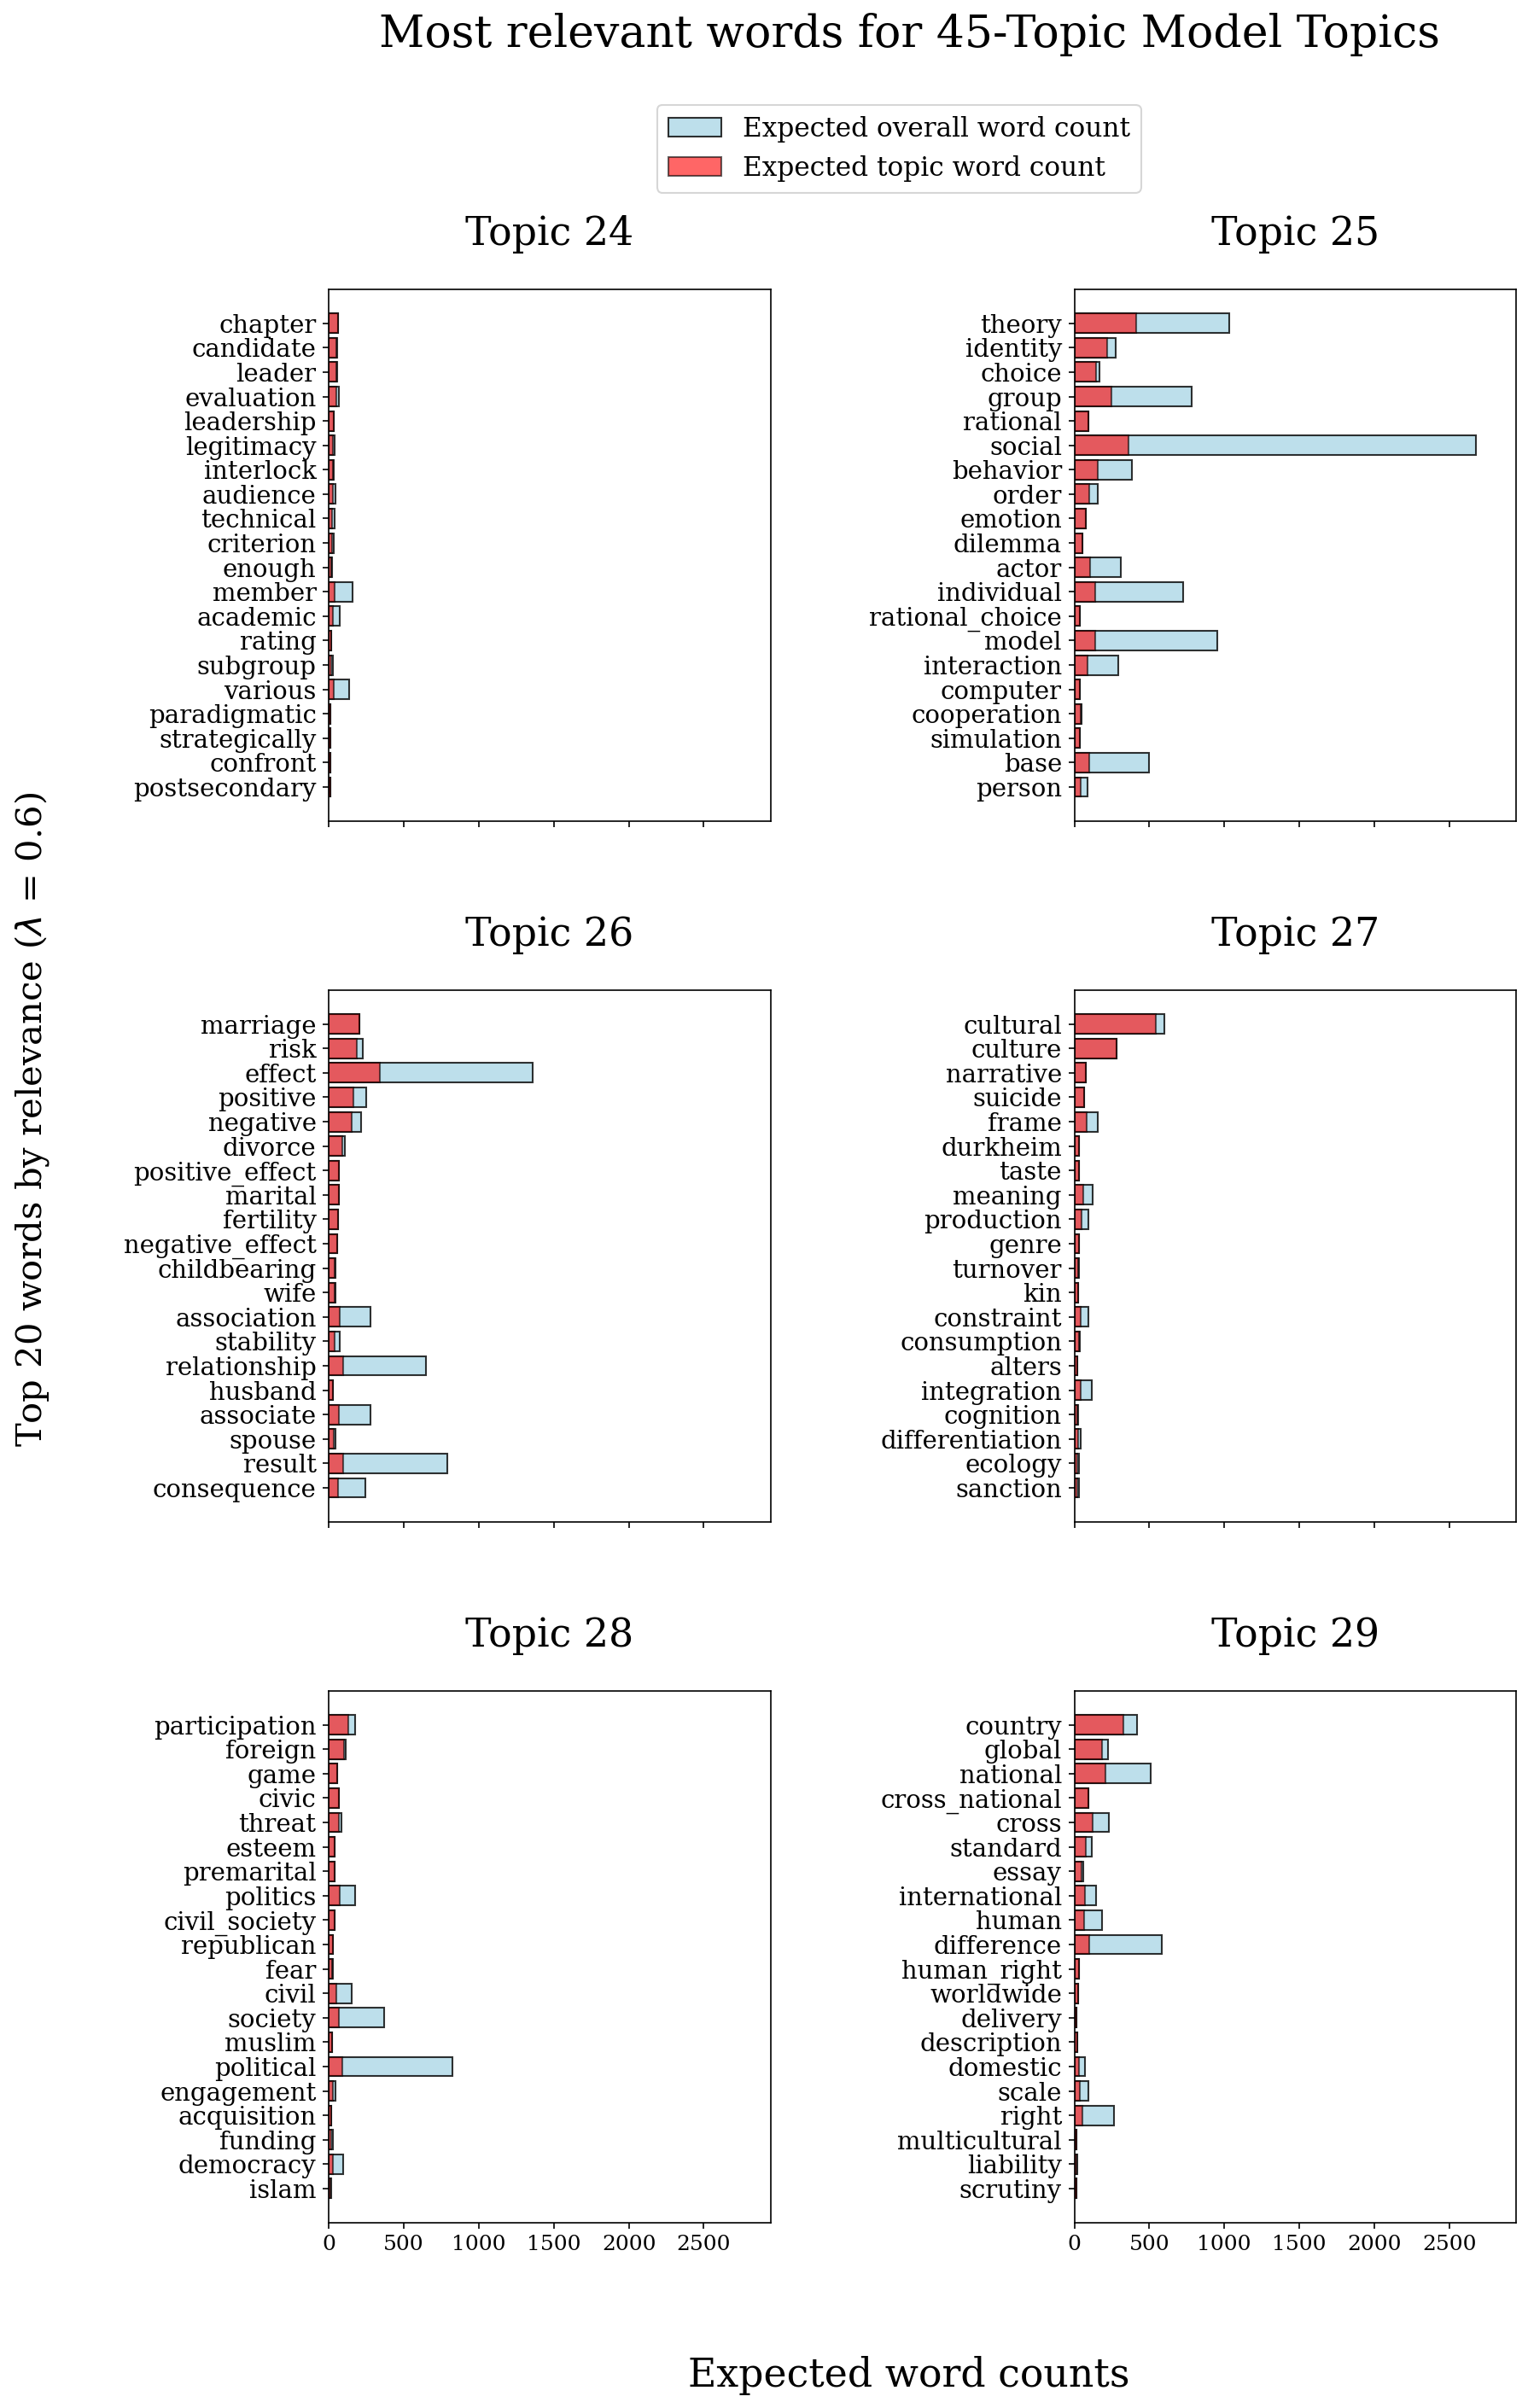 Most relevant words for 45-Topic Model Topics
Expected overall word count
Expected topic word count
Top 20 words by relevance (λ = 0.6)
Topic 24
chapter
candidate
leader
evaluation
leadership
legitimacy
interlock
audience
technical
criterion
enough
member
academic
rating
subgroup
various
paradigmatic
strategically
confront
postsecondary
Topic 25
theory
identity
choice
group
rational
social
behavior
order
emotion
dilemma
actor
individual
rational_choice
model
interaction
computer
cooperation
simulation
base
person
Topic 26
marriage
risk
effect
positive
negative
divorce
positive_effect
marital
fertility
negative_effect
childbearing
wife
association
stability
relationship
husband
associate
spouse
result
consequence
Topic 27
cultural
culture
narrative
suicide
frame
durkheim
taste
meaning
production
genre
turnover
kin
constraint
consumption
alters
integration
cognition
differentiation
ecology
sanction
Topic 28
participation
foreign
game
civic
threat
esteem
premarital
politics
civil_society
republican
fear
civil
society
muslim
political
engagement
acquisition
funding
democracy
islam
0 500 1000 1500 2000 2500
Topic 29
country
global
national
cross_national
cross
standard
essay
international
human
difference
human_right
worldwide
delivery
description
domestic
scale
right
multicultural
liability
scrutiny
0 500 1000 1500 2000 2500
Expected word counts